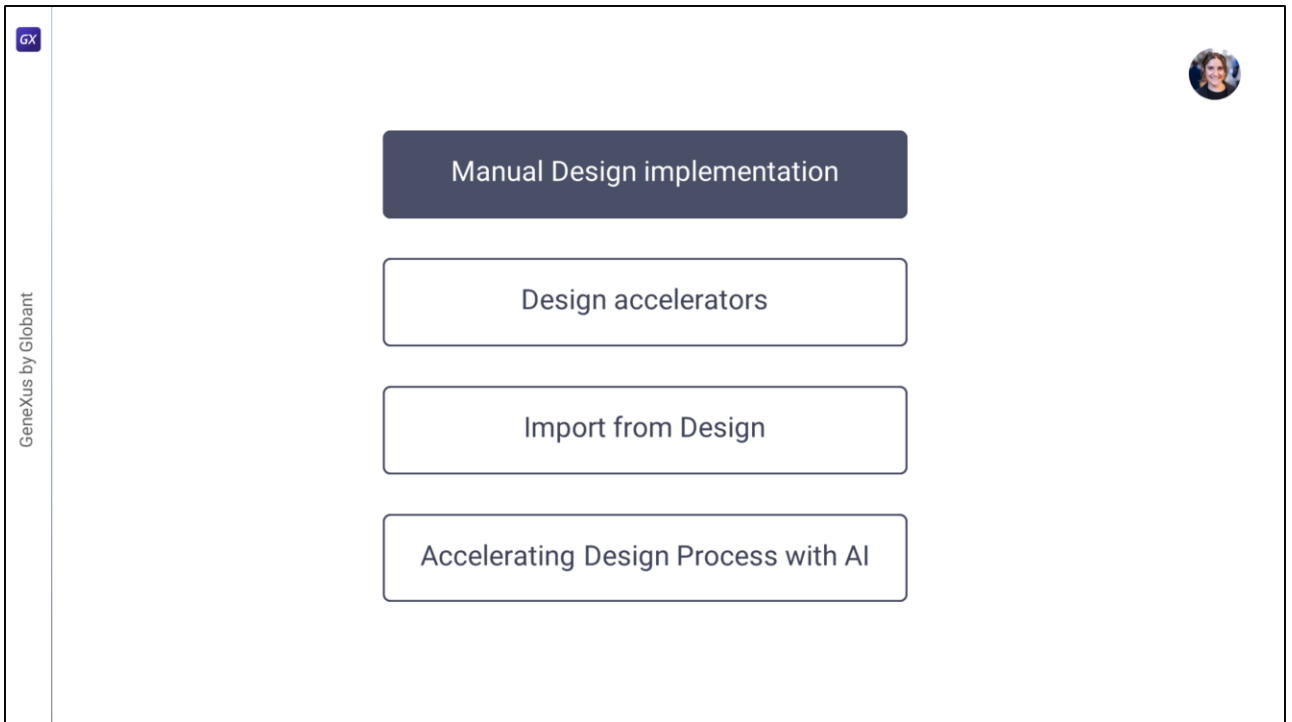 GX
GeneXus by Globant
Manual Design implementation
Design accelerators
Import from Design
Accelerating Design Process with AI